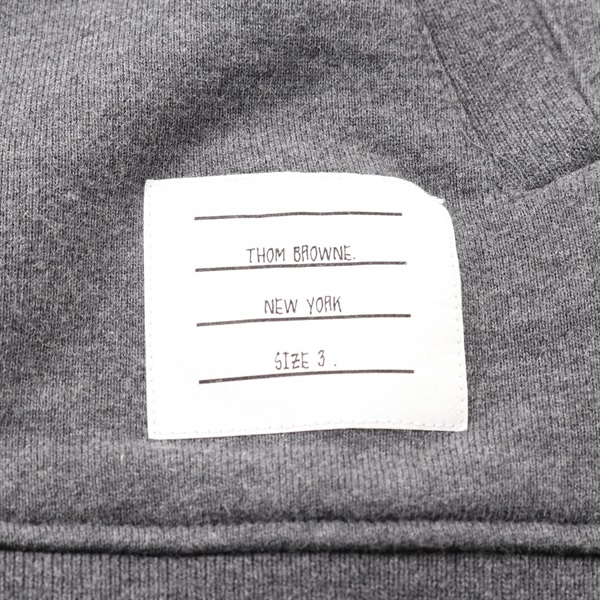 THOM BROWNE.
NEW YORK
SIZE 3 .